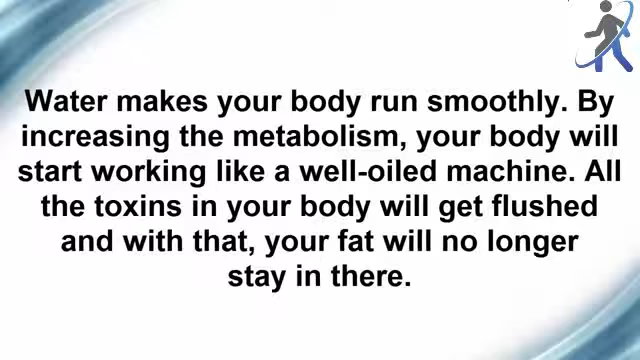 Water makes your body run smoothly. By
increasing the metabolism, your body will
start working like a well-oiled machine. All
the toxins in your body will get flushed
and with that, your fat will no longer
stay in there.